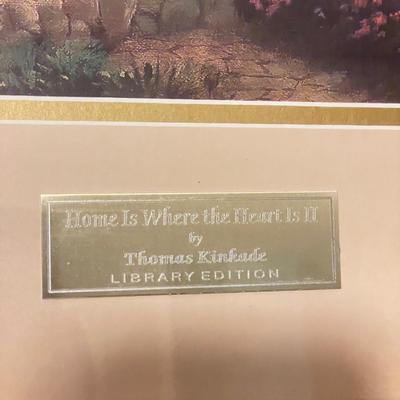 Home Is Where the Heart Is II
by
Thomas Kinkade
LIBRARY EDITION